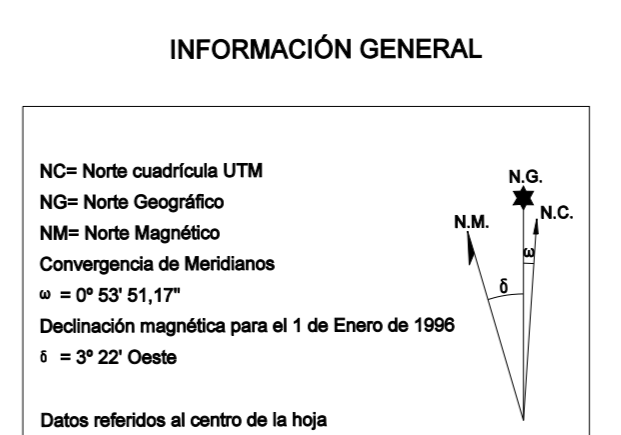 INFORMACIÓN GENERAL
NC= Norte cuadrícula UTM
NG= Norte Geográfico
NM= Norte Magnético
Convergencia de Meridianos
ω = 0º 53' 51,17"
Declinación magnética para el 1 de Enero de 1996
δ = 3º 22' Oeste
Datos referidos al centro de la hoja
N.G.
N.C.
N.M.
ω
δ